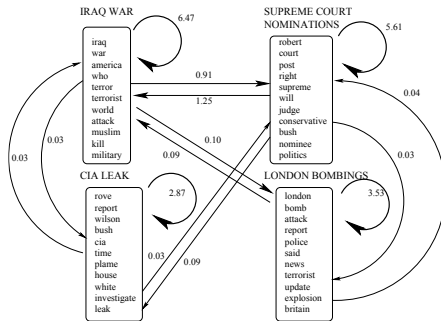 IRAQ WAR
iraq
war
america
who
terror
terrorist
world
attack
muslim
kill
military
6.47
SUPREME COURT
NOMINATIONS
robert
court
post
right
supreme
will
judge
conservative
bush
nominee
politics
5.61
0.91
1.25
0.04
0.03
0.03
0.10
0.09
0.03
CIA LEAK
rove
report
wilson
bush
cia
time
plame
house
white
investigate
leak
2.87
0.03
0.09
LONDON BOMBINGS
london
bomb
attack
report
police
said
news
terrorist
update
explosion
britain
3.53